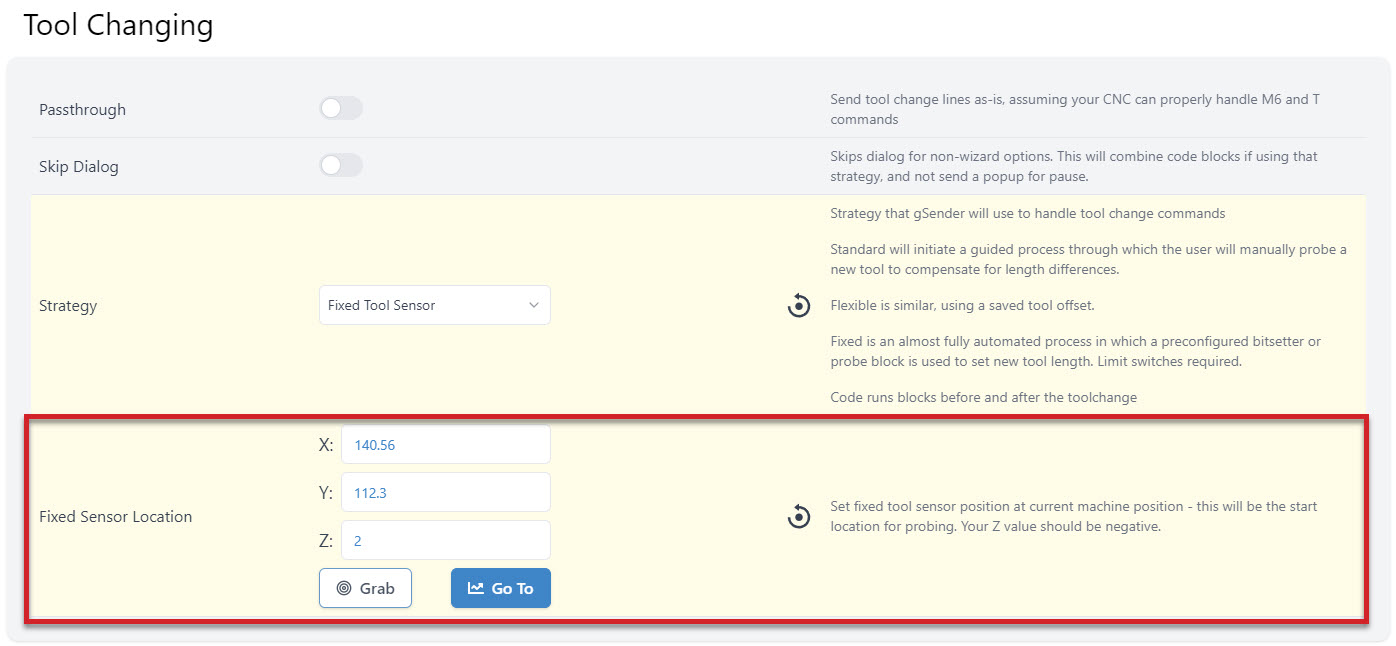 Tool Changing
Passthrough
Send tool change lines as-is, assuming your CNC can properly handle M6 and T
commands
Skip Dialog
Skips dialog for non-wizard options. This will combine code blocks if using that
strategy, and not send a popup for pause.
Strategy
Fixed Tool Sensor
Strategy that gSender will use to handle tool change commands
Standard will initiate a guided process through which the user will manually probe a
new tool to compensate for length differences.
Flexible is similar, using a saved tool offset.
Fixed is an almost fully automated process in which a preconfigured bitsetter or
probe block is used to set new tool length. Limit switches required.
Code runs blocks before and after the toolchange
Fixed Sensor Location
X: 140.56
Y: 112.3
Z: 2
Grab
Go To
Set fixed tool sensor position at current machine position - this will be the start
location for probing. Your Z value should be negative.